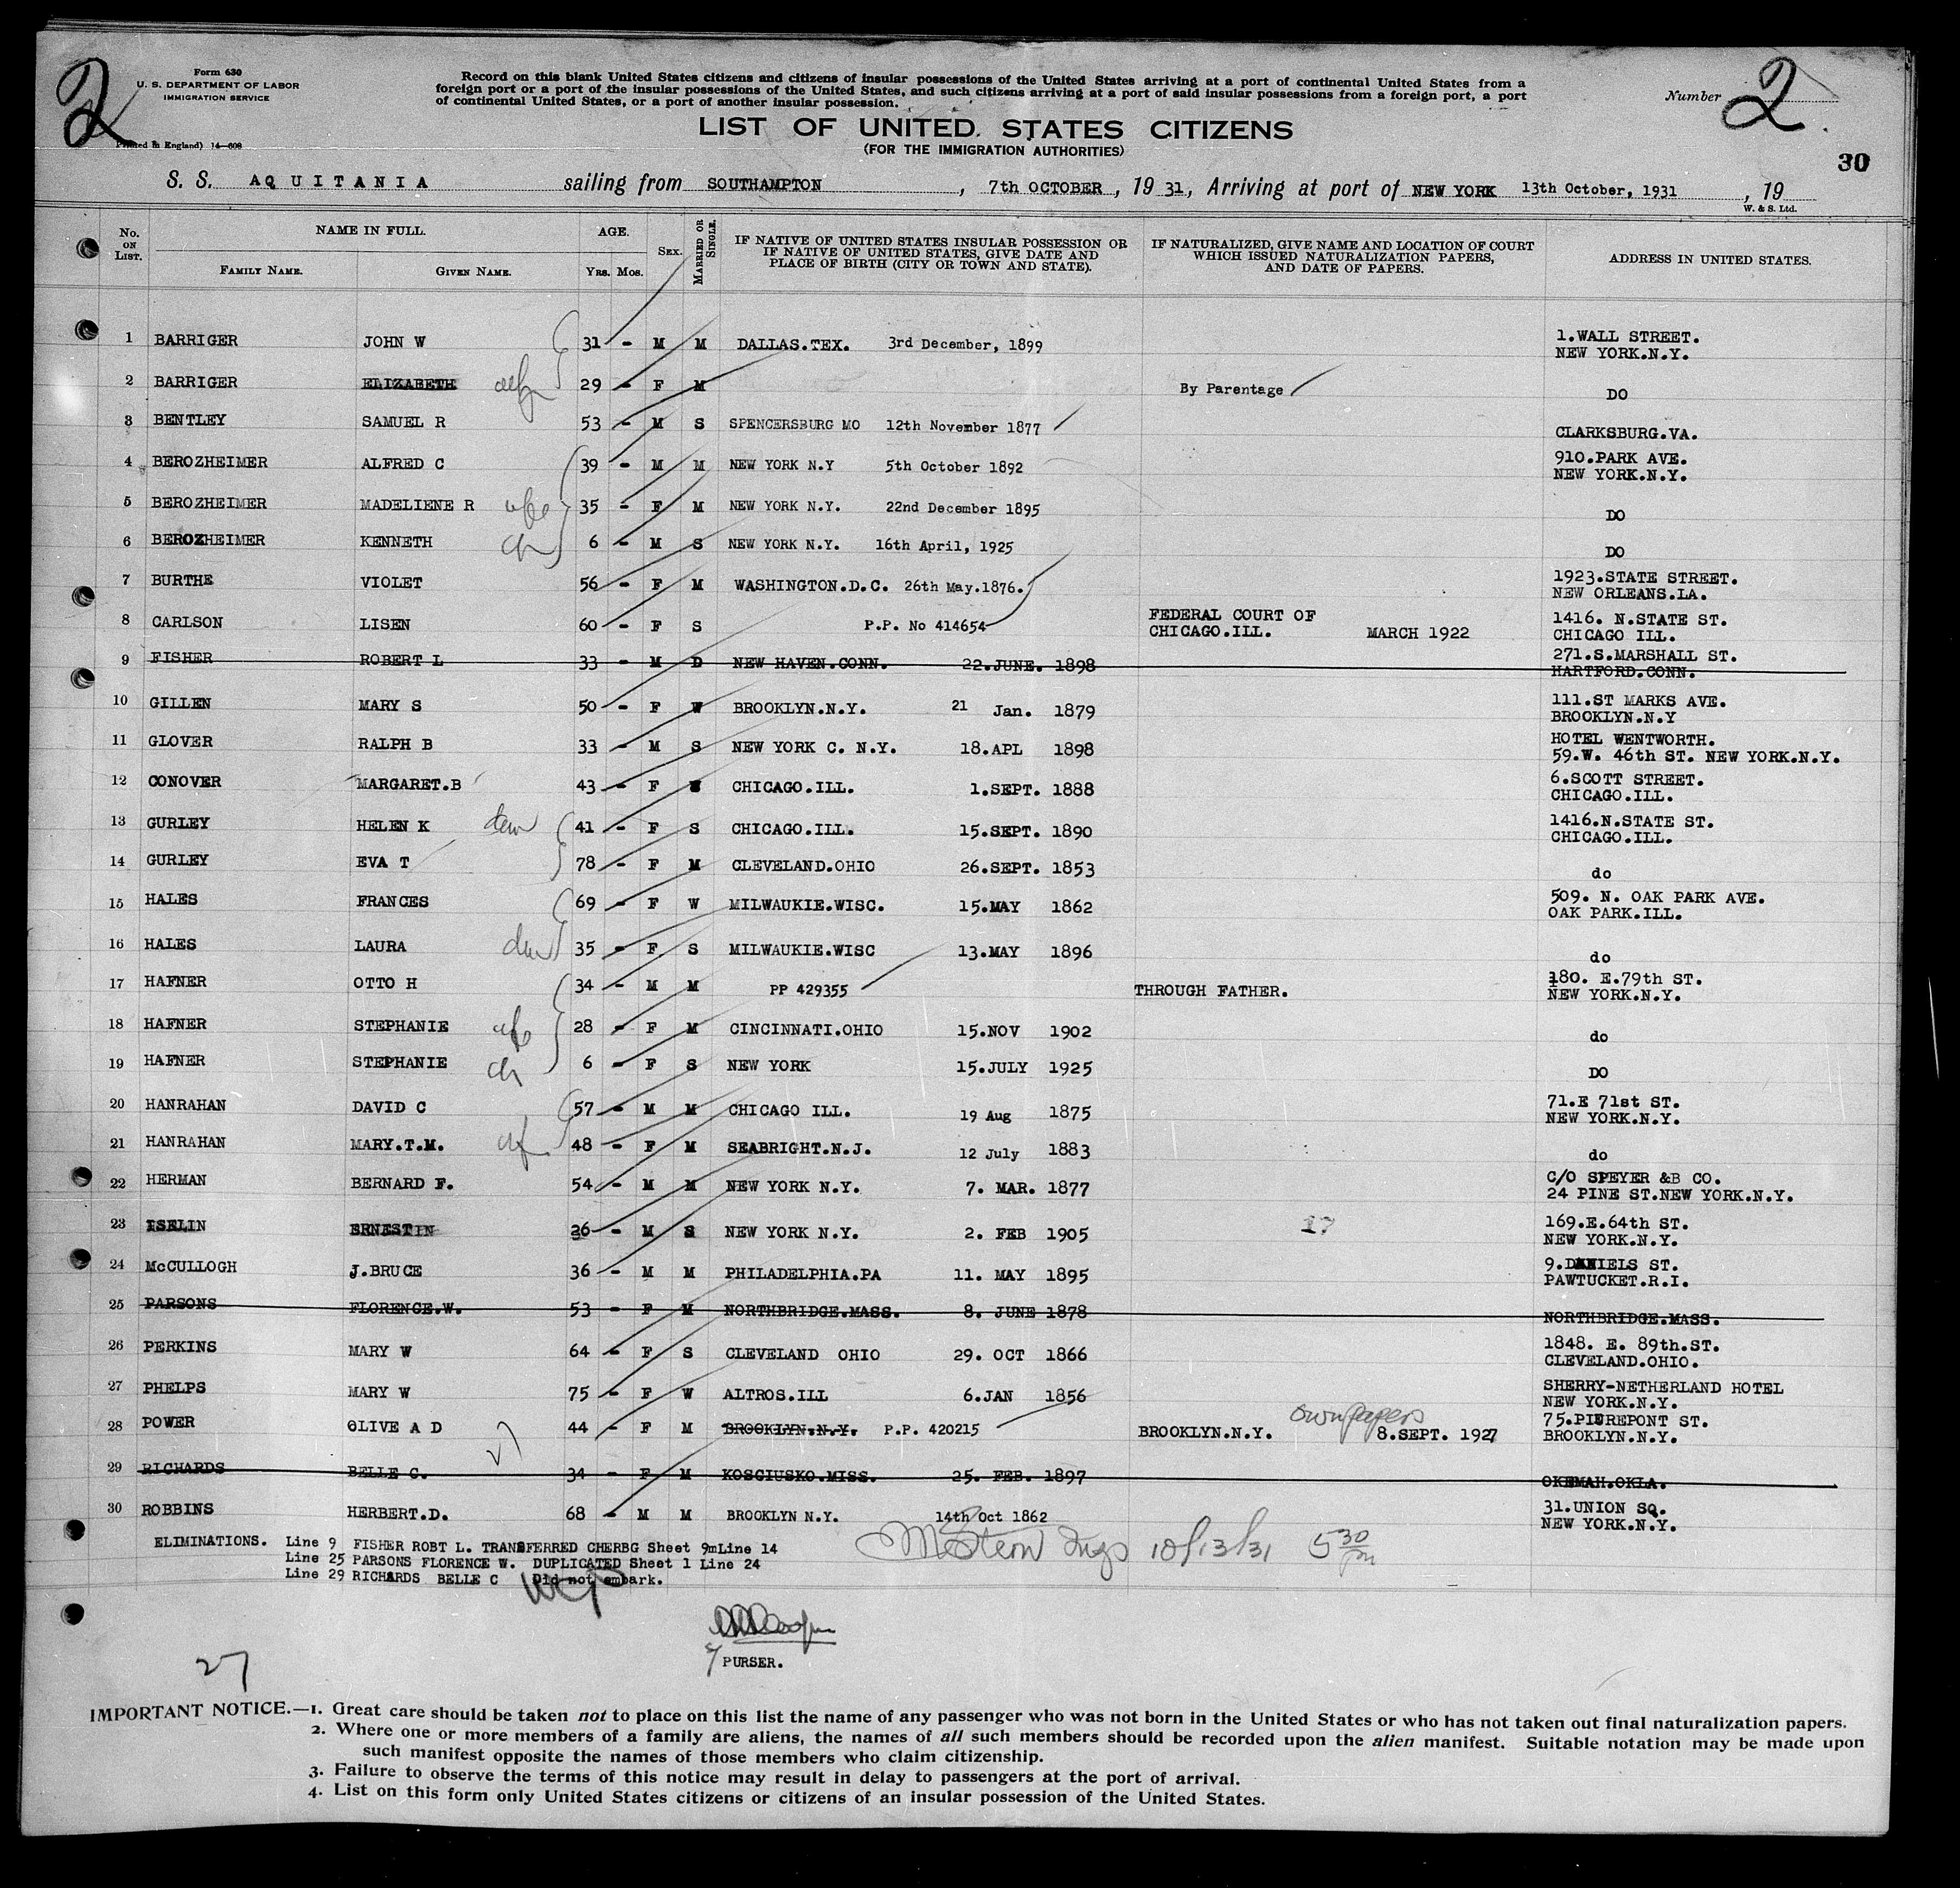 2
Form 630
U. S. DEPARTMENT OF LABOR
IMMIGRATION SERVICE
(Printed in England) 14—608
Record on this blank United States citizens and citizens of insular possessions of the United States arriving at a port of continental United States from a
foreign port or a port of the insular possessions of the United States, and such citizens arriving at a port of said insular possessions from a foreign port, a port
of continental United States, or a port of another insular possession.
Number 2
LIST OF UNITED STATES CITIZENS
(FOR THE IMMIGRATION AUTHORITIES)
30
S. S. AQUITANIA sailing from SOUTHAMPTON, 7th OCTOBER, 19 31, Arriving at port of NEW YORK 13th October, 1931, 19
W. & S. Ltd.
No. ON LIST. NAME IN FULL. FAMILY NAME. GIVEN NAME. AGE. Yrs. Mos. SEX. MARRIED OR SINGLE. IF NATIVE OF UNITED STATES INSULAR POSSESSION OR IF NATIVE OF UNITED STATES, GIVE DATE AND PLACE OF BIRTH (CITY OR TOWN AND STATE). IF NATURALIZED, GIVE NAME AND LOCATION OF COURT WHICH ISSUED NATURALIZATION PAPERS, AND DATE OF PAPERS. ADDRESS IN UNITED STATES.
1 BARRIGER JOHN W 31 - M M DALLAS.TEX. 3rd December, 1899 1.WALL STREET.
NEW YORK.N.Y.
2 BARRIGER ELIZABETH 29 - F M By Parentage DO
3 BENTLEY SAMUEL R 53 - M S SPENCERSBURG MO 12th November 1877 CLARKSBURG.VA.
4 BEROZHEIMER ALFRED C 39 - M M NEW YORK N.Y 5th October 1892 910.PARK AVE.
NEW YORK.N.Y.
5 BEROZHEIMER MADELIENE R wfe 35 - F M NEW YORK N.Y. 22nd December 1895 DO
6 BEROZHEIMER KENNETH ch 6 - M S NEW YORK N.Y. 16th April, 1925 DO
7 BURTHE VIOLET 56 - F M WASHINGTON.D.C. 26th May.1876. 1923.STATE STREET.
NEW ORLEANS.LA.
8 CARLSON LISEN 60 - F S P.P. No 414654 FEDERAL COURT OF
CHICAGO.ILL. MARCH 1922 1416. N.STATE ST.
CHICAGO ILL.
9 FISHER ROBERT L 33 - M D NEW HAVEN.CONN. 22.JUNE. 1898 271.S.MARSHALL ST.
HARTFORD.CONN.
10 GILLEN MARY S 50 - F W BROOKLYN.N.Y. 21 Jan. 1879 111.ST MARKS AVE.
BROOKLYN.N.Y
11 GLOVER RALPH B 33 - M S NEW YORK C. N.Y. 18.APL 1898 HOTEL WENTWORTH.
59.W. 46th ST. NEW YORK.N.Y.
12 CONOVER MARGARET.B 43 - F W CHICAGO.ILL. 1.SEPT. 1888 6.SCOTT STREET.
CHICAGO.ILL.
13 GURLEY HELEN K 41 - F S CHICAGO.ILL. 15.SEPT. 1890 1416.N.STATE ST.
CHICAGO.ILL.
14 GURLEY EVA T 78 - F M CLEVELAND.OHIO 26.SEPT. 1853 do
15 HALES FRANCES 69 - F W MILWAUKIE.WISC. 15.MAY 1862 509. N. OAK PARK AVE.
OAK PARK.ILL.
16 HALES LAURA 35 - F S MILWAUKIE.WISC 13.MAY 1896 do
17 HAFNER OTTO H 34 - M M PP 429355 THROUGH FATHER. 180. E.79th ST.
NEW YORK.N.Y.
18 HAFNER STEPHANIE wfe 28 - F M CINCINNATI.OHIO 15.NOV 1902 do
19 HAFNER STEPHANIE ch 6 - F S NEW YORK 15.JULY 1925 DO
20 HANRAHAN DAVID C 57 - M M CHICAGO ILL. 19 Aug 1875 71.E 71st ST.
NEW YORK.N.Y.
21 HANRAHAN MARY.T.M. wf 48 - F M SEABRIGHT.N.J. 12 July 1883 do
22 HERMAN BERNARD F. 54 - M M NEW YORK N.Y. 7. MAR. 1877 C/O SPEYER &B CO.
24 PINE ST.NEW YORK.N.Y.
23 ISELIN ERNESTIN 26 - M S NEW YORK N.Y. 2. FEB 1905 17 169.E.64th ST.
NEW YORK.N.Y.
24 McCULLOGH J.BRUCE 36 - M M PHILADELPHIA.PA 11. MAY 1895 9.DANIELS ST.
PAWTUCKET.R.I.
25 PARSONS FLORENCE.W. 53 - F M NORTHBRIDGE.MASS. 8. JUNE 1878 NORTHBRIDGE.MASS.
26 PERKINS MARY W 64 - F S CLEVELAND OHIO 29. OCT 1866 1848. E. 89th.ST.
CLEVELAND.OHIO.
27 PHELPS MARY W 75 - F W ALTROS.ILL 6.JAN 1856 SHERRY-NETHERLAND HOTEL
NEW YORK.N.Y.
28 POWER OLIVE A D 44 - F M BROOKLYN.N.Y. P.P. 420215 BROOKLYN.N.Y. own papers 8.SEPT. 1927 75.PIEREPONT ST.
BROOKLYN.N.Y.
29 RICHARDS BELLE C. 34 - F M KOSCIUSKO.MISS. 25. FEB. 1897 OKEMAH.OKLA.
30 ROBBINS HERBERT.D. 68 - M M BROOKLYN N.Y. 14th Oct 1862 31.UNION SQ.
NEW YORK.N.Y.
ELIMINATIONS. Line 9 FISHER ROBT L. TRANSFERRED CHERBG Sheet 9mLine 14
Line 25 PARSONS FLORENCE W. DUPLICATED Sheet 1 Line 24
Line 29 RICHARDS BELLE C Did not embark.
10/13/31 5 30 pm
PURSER.
27
IMPORTANT NOTICE.—1. Great care should be taken not to place on this list the name of any passenger who was not born in the United States or who has not taken out final naturalization papers.
2. Where one or more members of a family are aliens, the names of all such members should be recorded upon the alien manifest. Suitable notation may be made upon
such manifest opposite the names of those members who claim citizenship.
3. Failure to observe the terms of this notice may result in delay to passengers at the port of arrival.
4. List on this form only United States citizens or citizens of an insular possession of the United States.